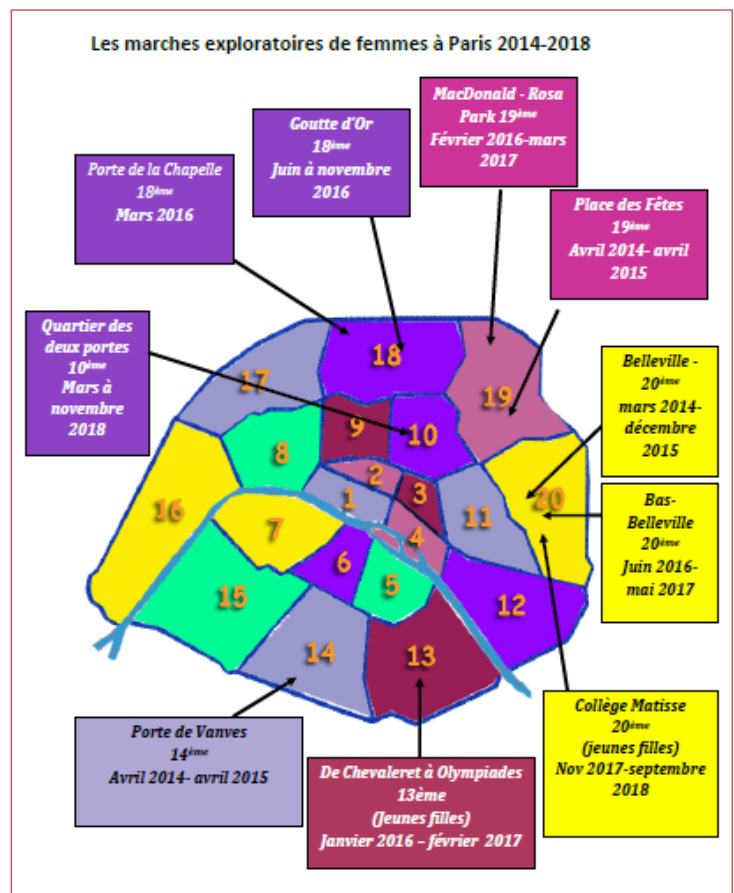 Les marches exploratoires de femmes à Paris 2014-2018
MacDonald - Rosa
Park 19ème
Février 2016-mars
2017
Goutte d'Or
18ème
Juin à novembre
2016
Porte de la Chapelle
18ème
Mars 2016
Place des Fêtes
19ème
Avril 2014- avril
2015
Quartier des
deux portes
10ème
Mars à
novembre
2018
Belleville -
20ème
mars 2014-
décembre
2015
Bas-
Belleville
20ème
Juin 2016-
mai 2017
18
17
19
9
10
8
2
20
3
1
16
11
7
4
6
5
15
12
14
13
Collège Matisse
20ème
(jeunes filles)
Nov 2017-septembre
2018
Porte de Vanves
14ème
Avril 2014- avril 2015
De Chevaleret à Olympiades
13ème
(Jeunes filles)
Janvier 2016 – février 2017